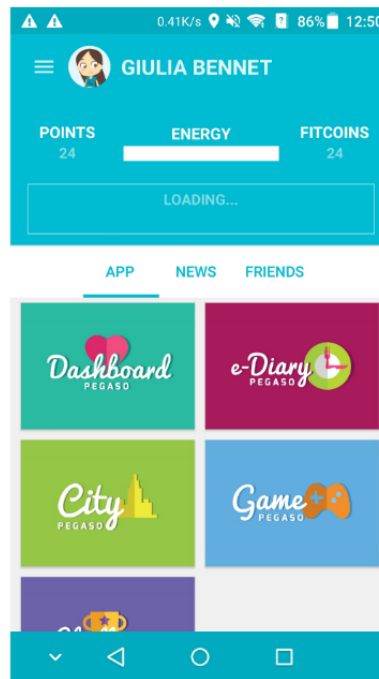 0.41K/s 86% 12:50
GIULIA BENNET
POINTS ENERGY FITCOINS
24 24
LOADING...
APP NEWS FRIENDS
Dashboard
PEGASO
e-Diary
PEGASO
City
PEGASO
Game
PEGASO